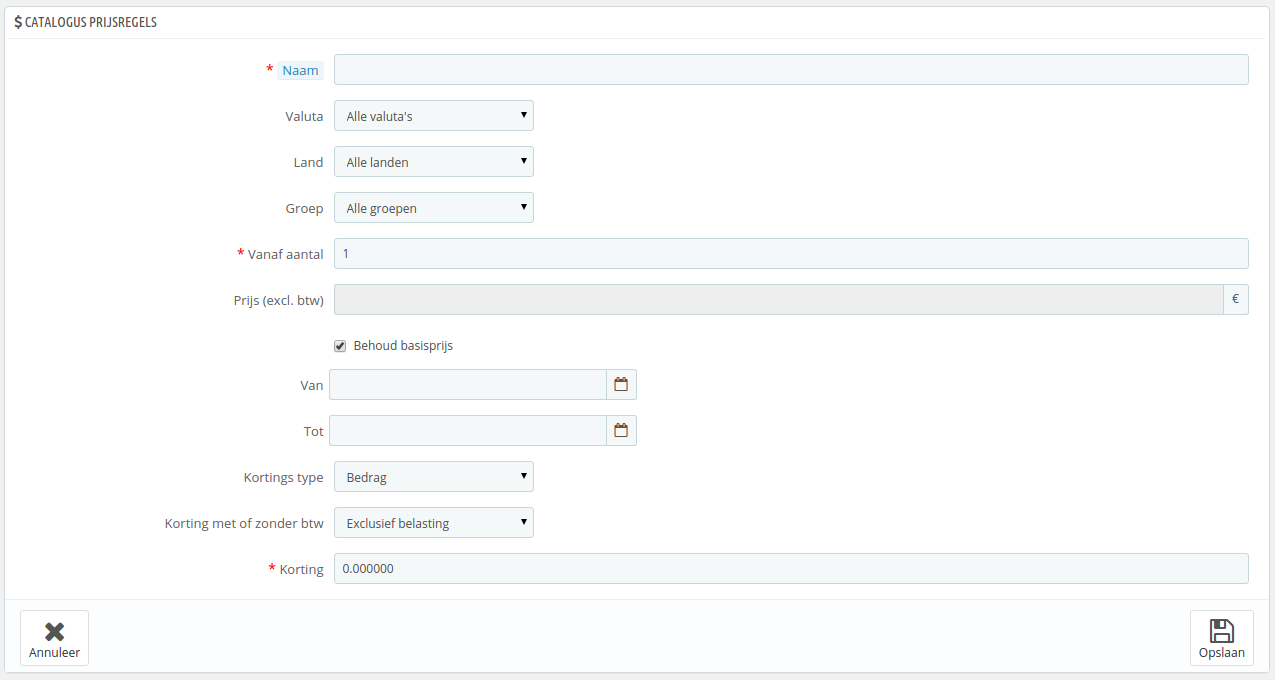 $ CATALOGUS PRIJSREGELS
* Naam
Valuta Alle valuta's
Land Alle landen
Groep Alle groepen
* Vanaf aantal 1
Prijs (excl. btw) €
Behoud basisprijs
Van
Tot
Kortings type Bedrag
Korting met of zonder btw Exclusief belasting
* Korting 0.000000
Annuleer Opslaan